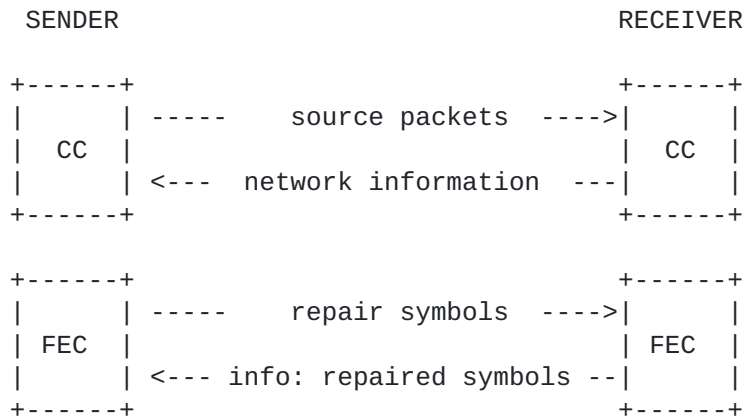 SENDER                                RECEIVER

+------+                              +------+
|      | -----    source packets  ---->|      |
|  CC  |                              |  CC  |
|      | <---  network information  ---|      |
+------+                              +------+

+------+                              +------+
|      | -----    repair symbols  ---->|      |
| FEC  |                              | FEC  |
|      | <--- info: repaired symbols --|      |
+------+                              +------+